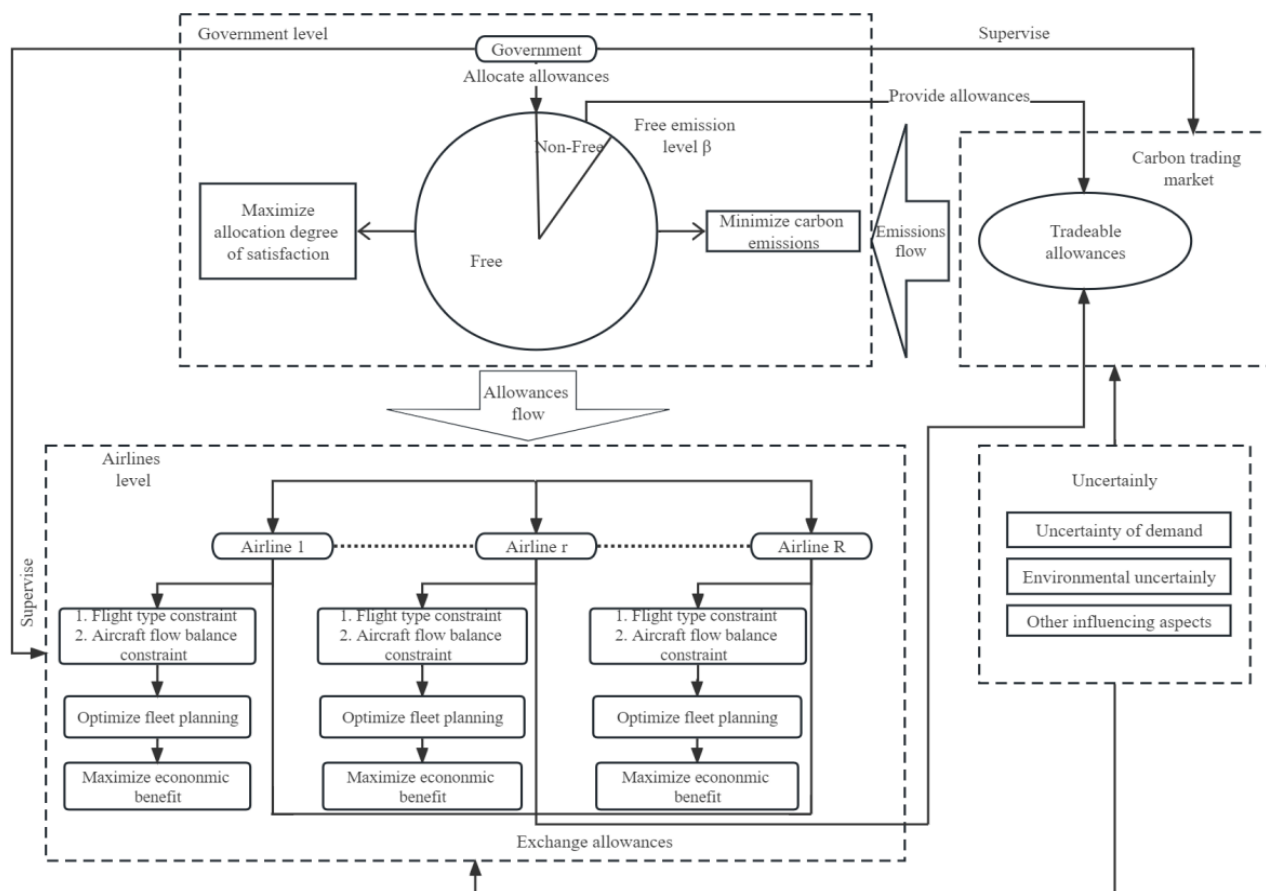 Government level
Government
Supervise
Allocate allowances
Provide allowances
Non-Free
Free emission
level β
Carbon trading
market
Maximize
allocation degree
of satisfaction
Free
Minimize carbon
emissions
Emissions
flow
Tradeable
allowances
Allowances
flow
Airlines
level
Uncertainly
Airline 1
Airline r
Airline R
Uncertainty of demand
Environmental uncertainly
Other influencing aspects
Supervise
1. Flight type constraint
2. Aircraft flow balance
constraint
1. Flight type constraint
2. Aircraft flow balance
constraint
1. Flight type constraint
2. Aircraft flow balance
constraint
Optimize fleet planning
Optimize fleet planning
Optimize fleet planning
Maximize econonmic
benefit
Maximize econonmic
benefit
Maximize econonmic
benefit
Exchange allowances